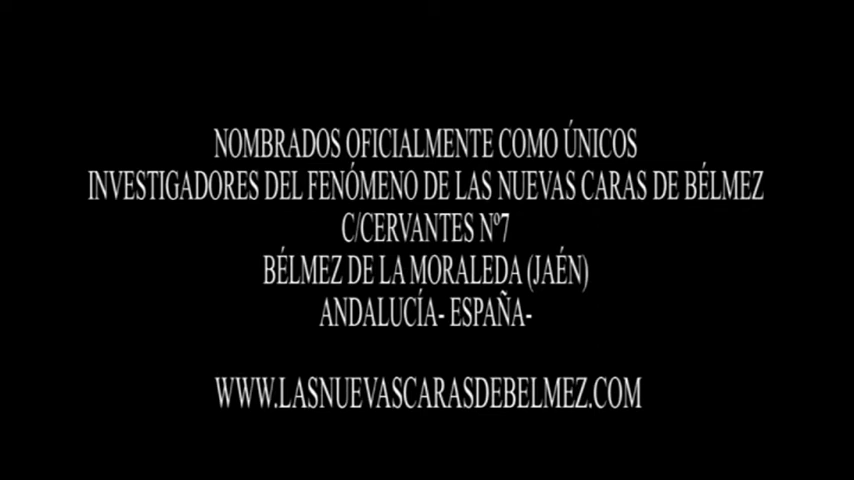 NOMBRADOS OFICIALMENTE COMO ÚNICOS
INVESTIGADORES DEL FENÓMENO DE LAS NUEVAS CARAS DE BÉLMEZ
C/CERVANTES Nº7
BÉLMEZ DE LA MORALEDA (JAÉN)
ANDALUCÍA- ESPAÑA-
WWW.LASNUEVASCARASDEBELMEZ.COM